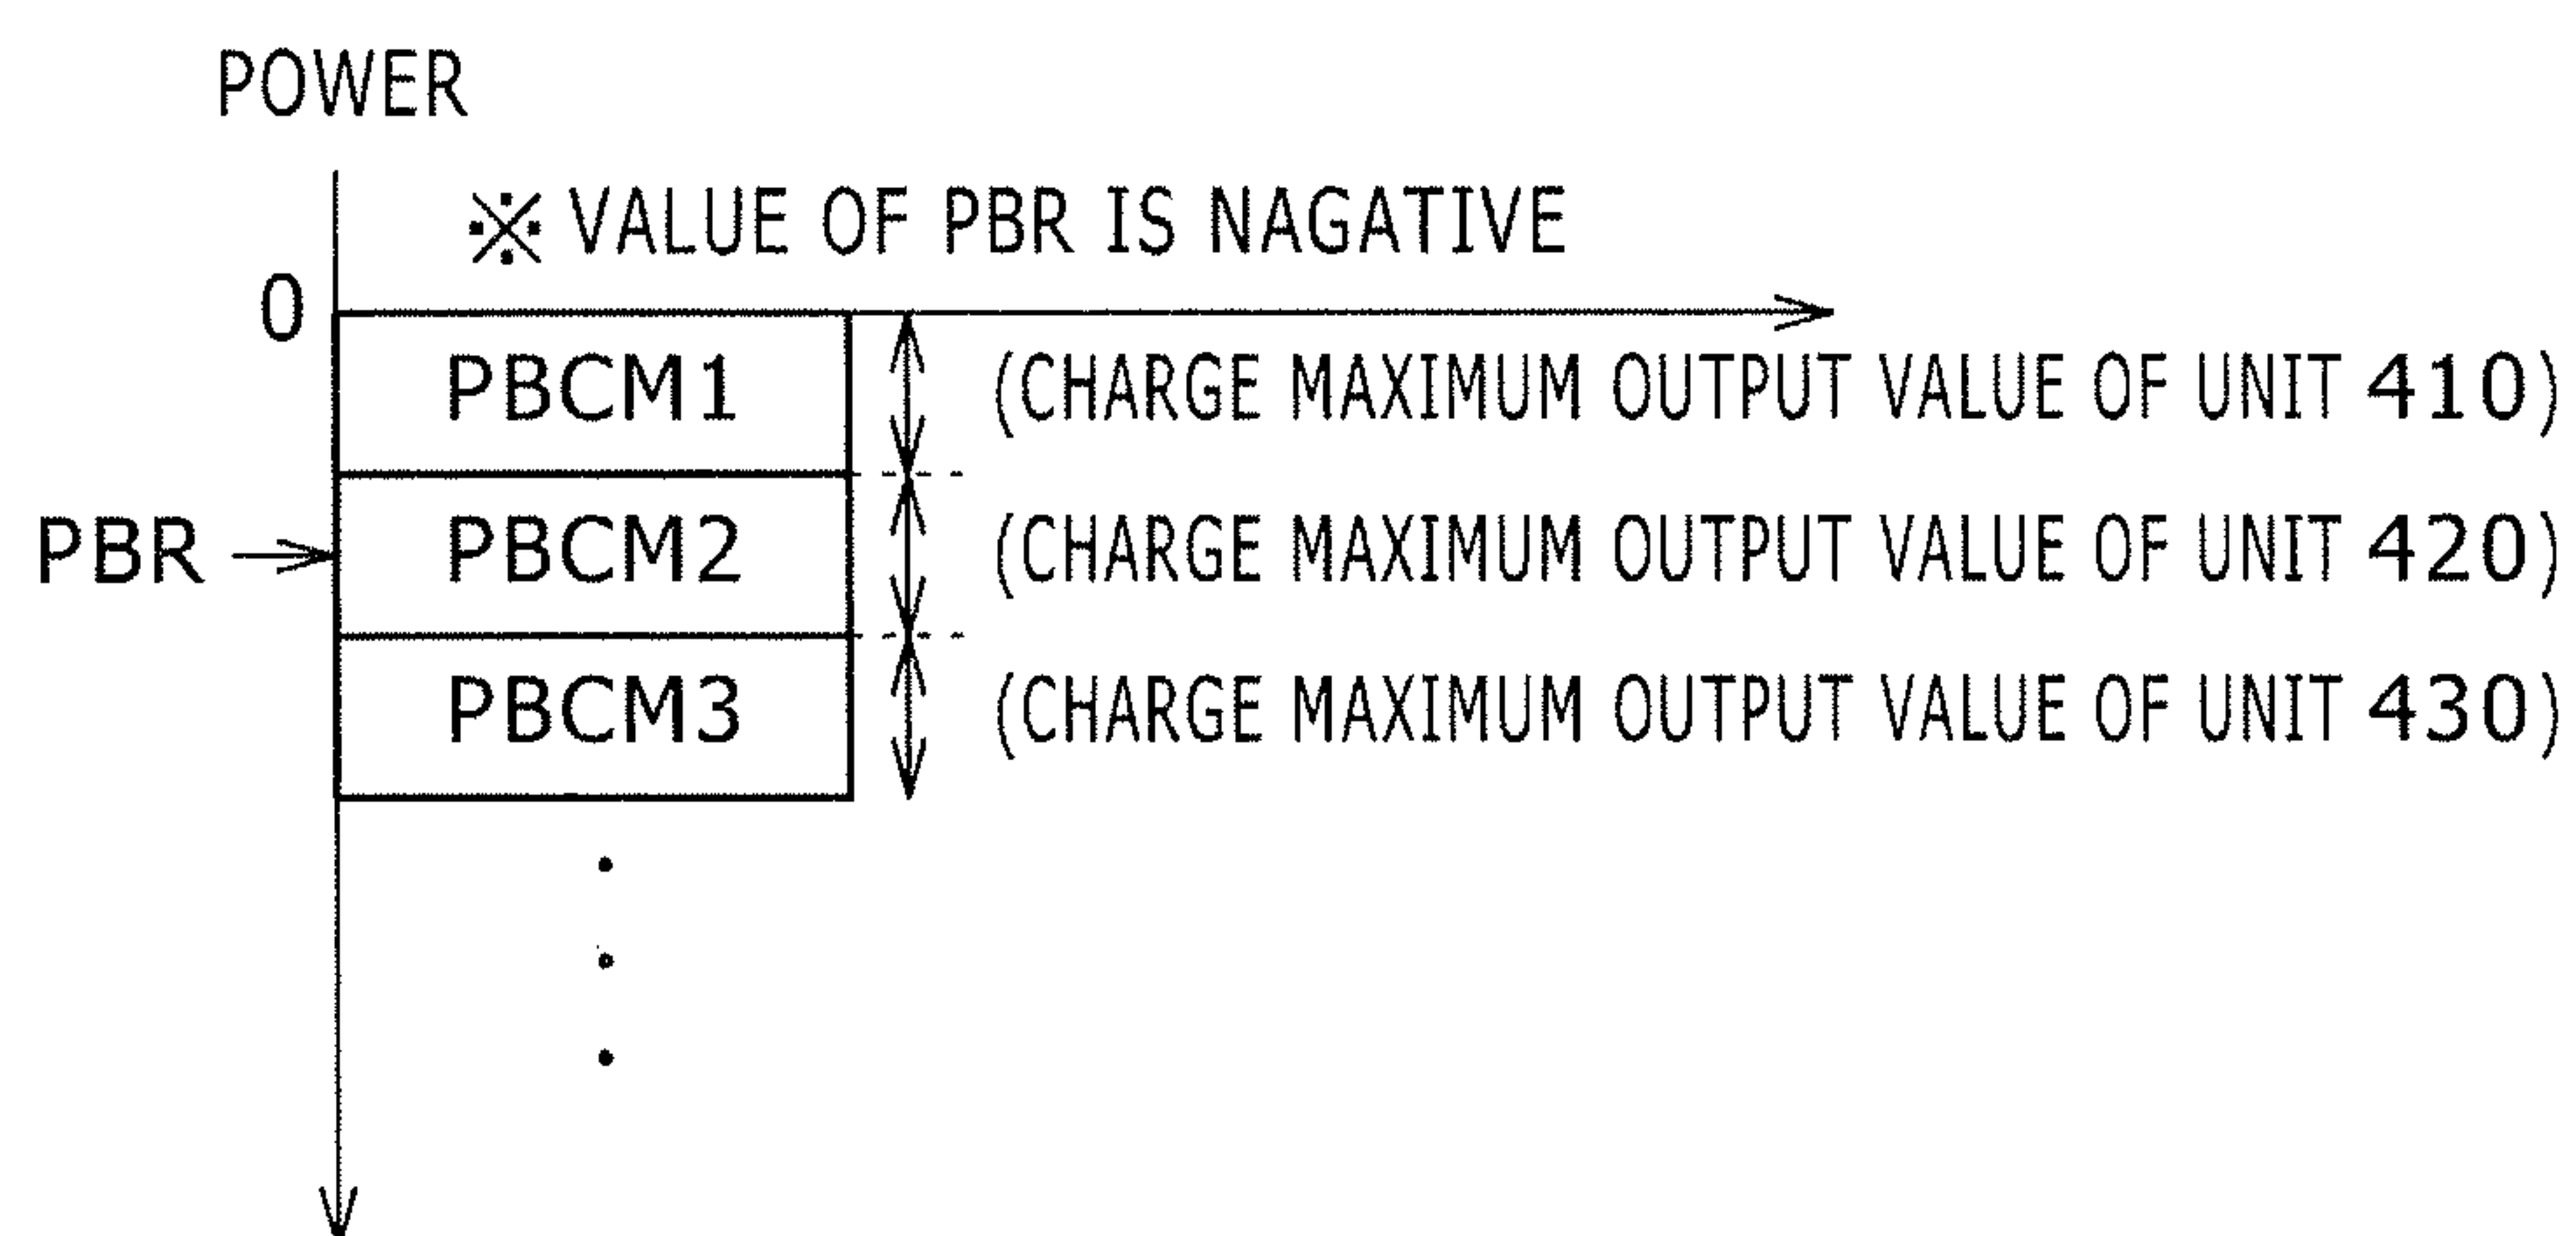 POWER
※ VALUE OF PBR IS NAGATIVE
0
PBCM1 (CHARGE MAXIMUM OUTPUT VALUE OF UNIT 410)
PBR PBCM2 (CHARGE MAXIMUM OUTPUT VALUE OF UNIT 420)
PBCM3 (CHARGE MAXIMUM OUTPUT VALUE OF UNIT 430)